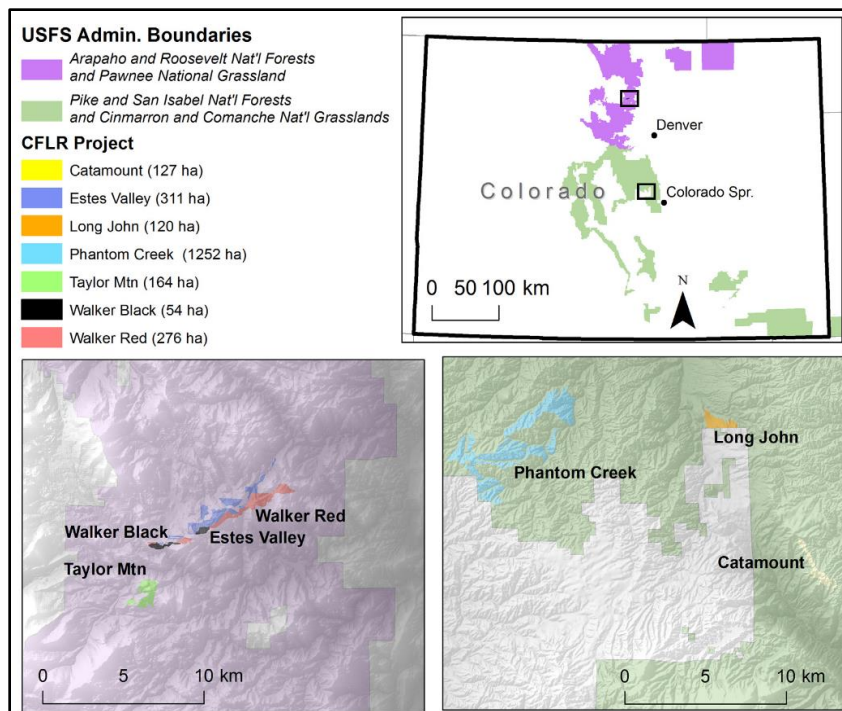 USFS Admin. Boundaries
Arapaho and Roosevelt Nat'l Forests
and Pawnee National Grassland
Pike and San Isabel Nat'l Forests
and Cinmarron and Comanche Nat'l Grasslands
CFLR Project
Catamount (127 ha)
Estes Valley (311 ha)
Long John (120 ha)
Phantom Creek (1252 ha)
Taylor Mtn (164 ha)
Walker Black (54 ha)
Walker Red (276 ha)
Denver
Colorado
Colorado Spr.
N
0 50 100 km
Walker Black
Walker Red
Estes Valley
Taylor Mtn
0 5 10 km
Long John
Phantom Creek
Catamount
0 5 10 km